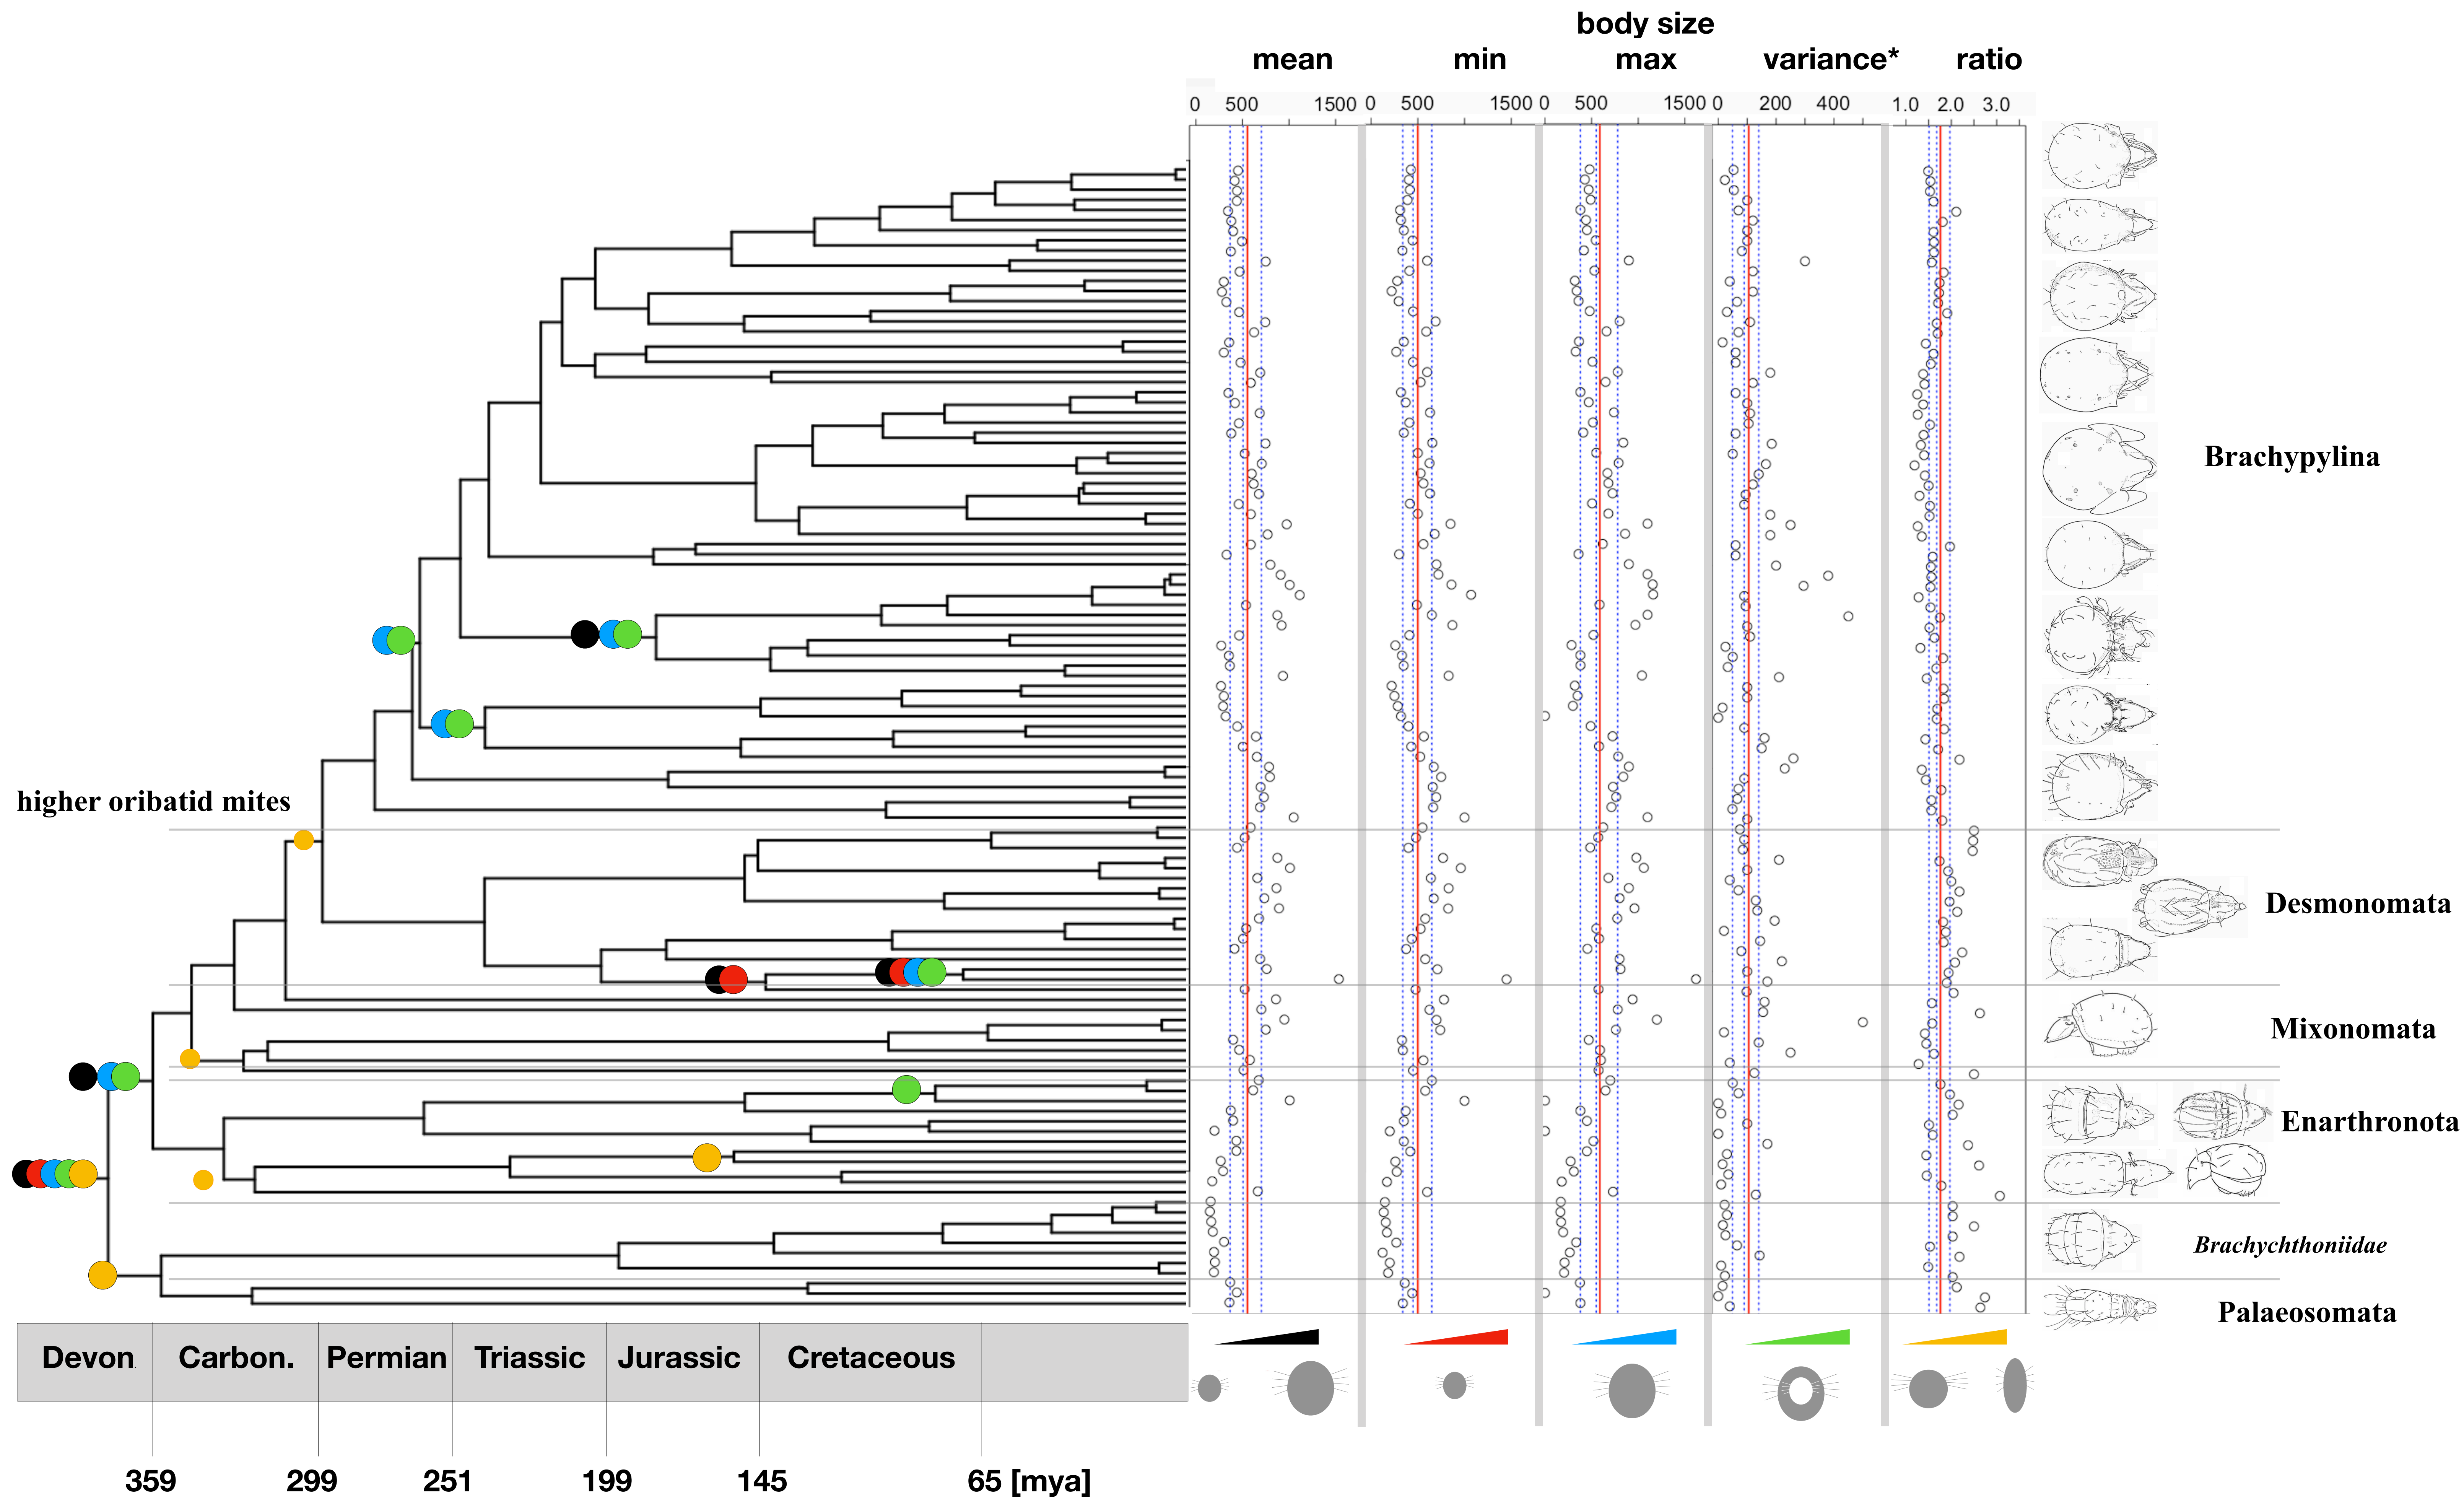 body size
mean min max variance* ratio
0 500 1500 0 500 1500 0 500 1500 0 200 400 1.0 2.0 3.0
Brachypylina
higher oribatid mites
Desmonomata
Mixonomata
Enarthronota
Brachychthoniidae
Palaeosomata
Devon. Carbon. Permian Triassic Jurassic Cretaceous
359 299 251 199 145 65 [mya]